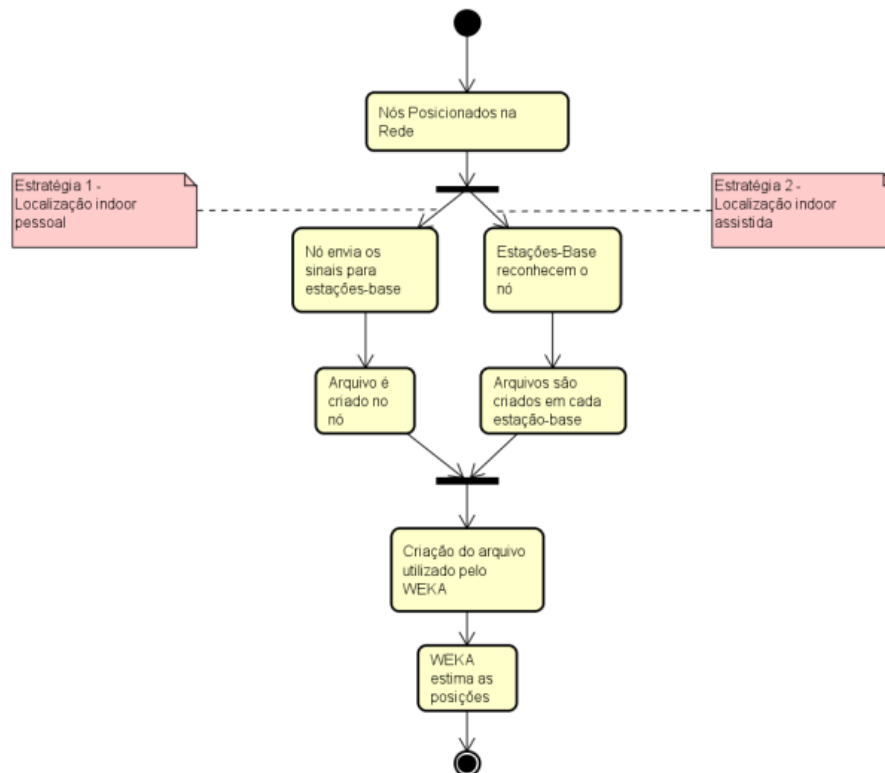 Nós Posicionados na
Rede
Estratégia 1 -
Localização indoor
pessoal
Estratégia 2 -
Localização indoor
assistida
Nó envia os
sinais para
estações-base
Estações-Base
reconhecem o
nó
Arquivo é
criado no
nó
Arquivos são
criados em cada
estação-base
Criação do arquivo
utilizado pelo
WEKA
WEKA
estima as
posições